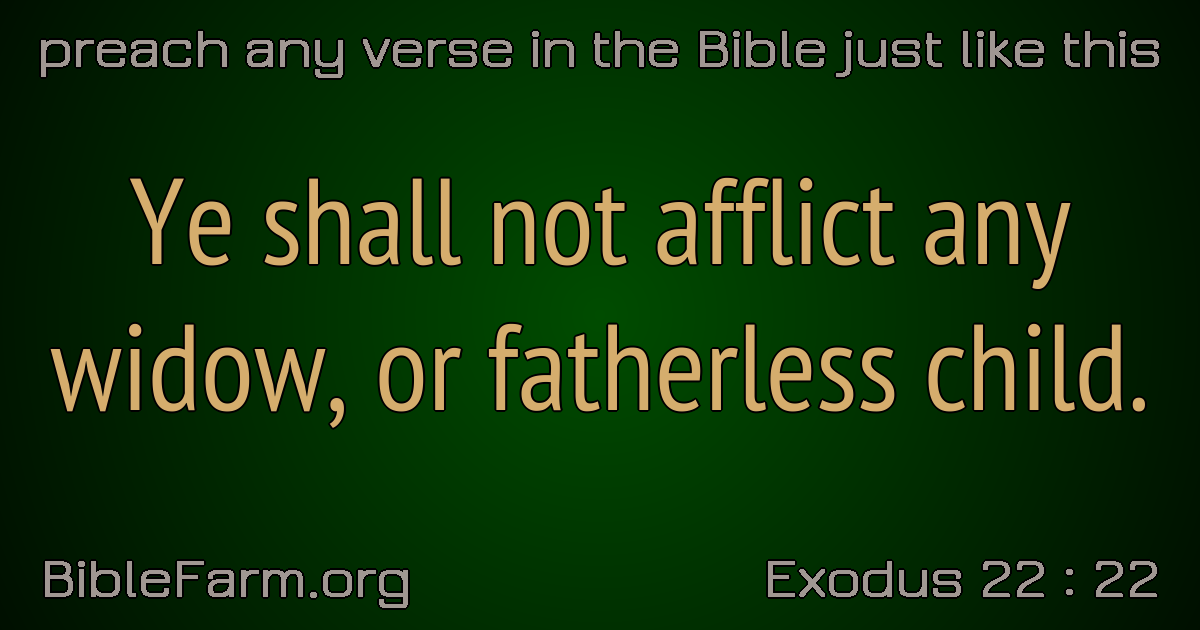 preach any verse in the Bible just like this
Ye shall not afflict any
widow, or fatherless child.
BibleFarm.org
Exodus 22 : 22